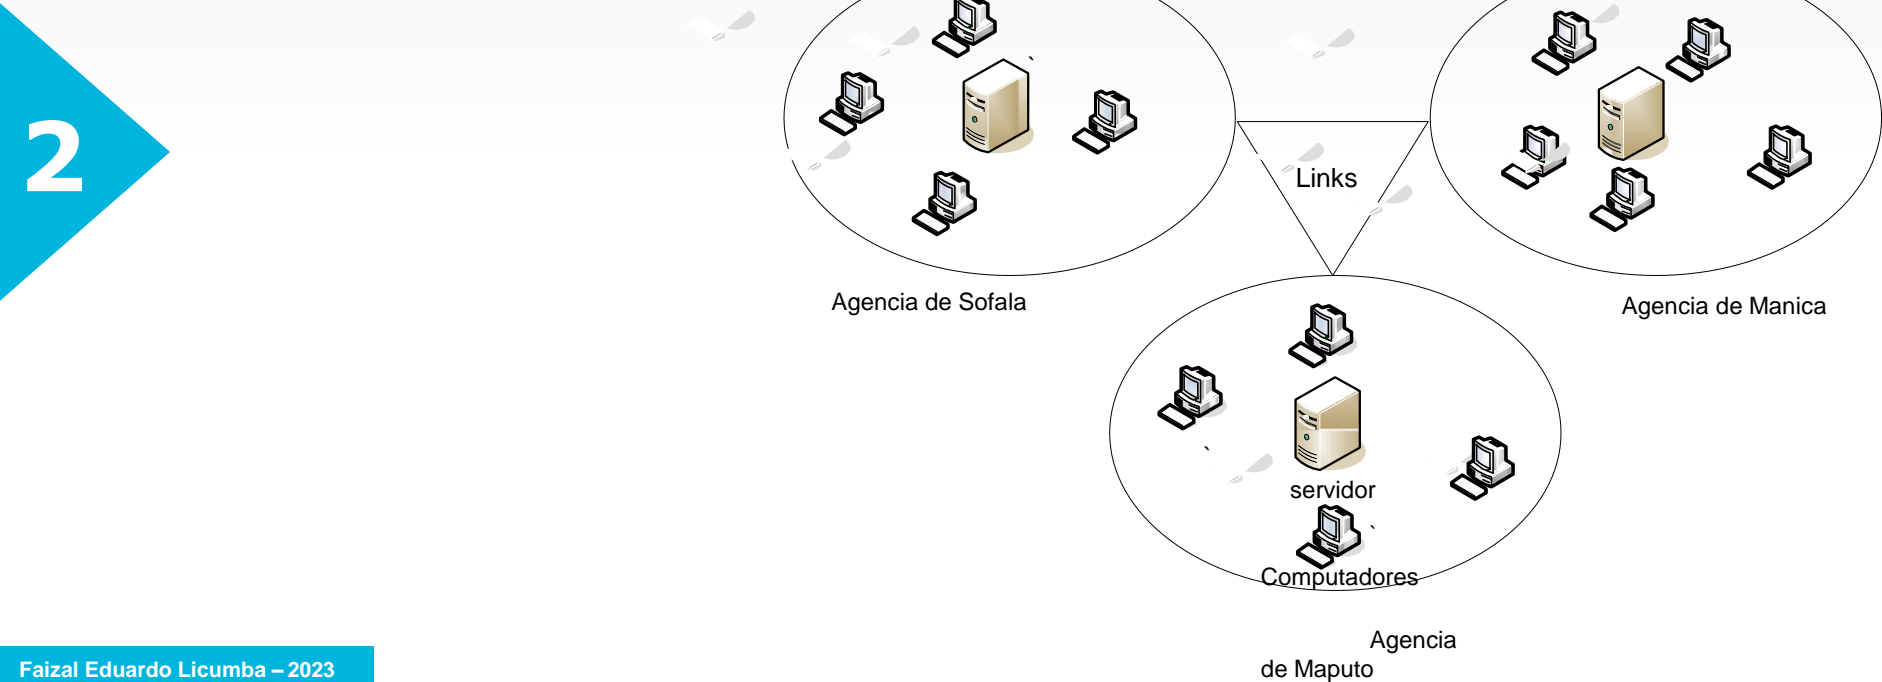 2
Links
Agencia de Sofala
Agencia de Manica
servidor
Computadores
Agencia
de Maputo
Faizal Eduardo Licumba – 2023